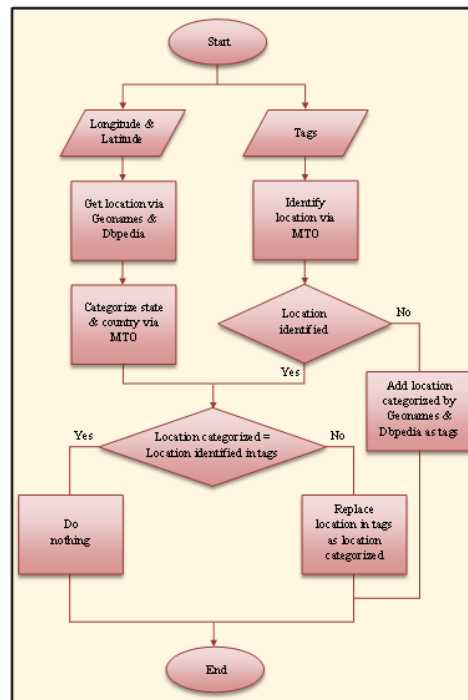 Start
Longitude &
Latitude
Tags
Get location via
Geonames &
Dbpedia
Identify
location via
MTO
Categorize state
& country via
MTO
Location
identified
No
Yes
Add location
categorized by
Geonames &
Dbpedia as tags
Yes
Location categorized =
Location identified in tags
No
Do
nothing
Replace
location in tags
as location
categorized
End